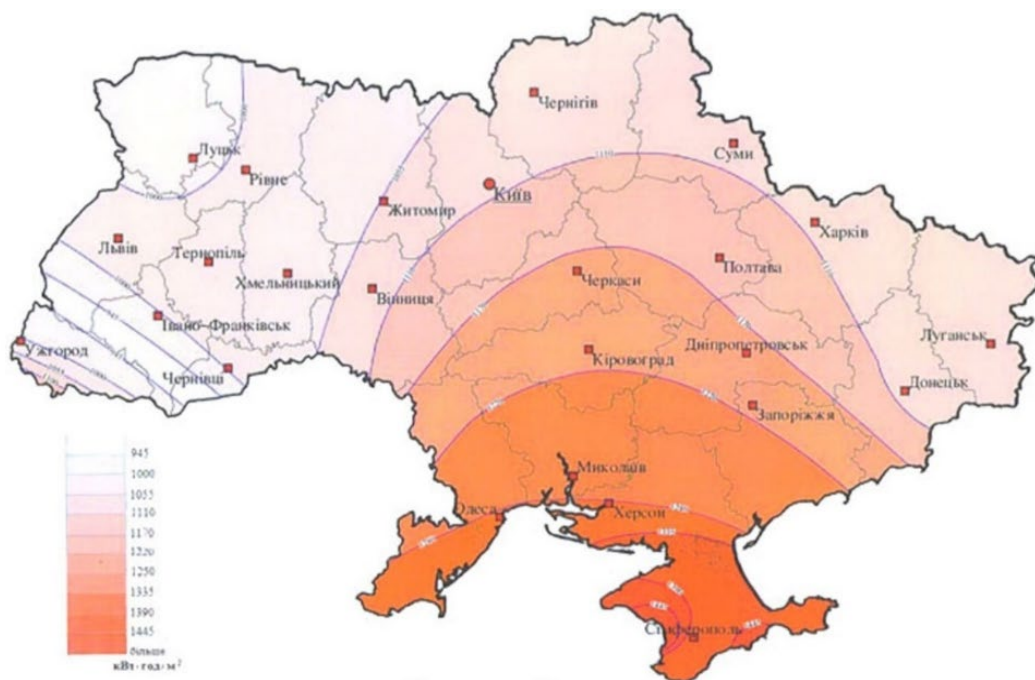 Чернігів
Суми
Луцьк
Рівне
Київ
Житомир
Харків
Львів
Тернопіль
Полтава
Хмельницький
Черкаси
Вінниця
Івано-Франківськ
Ужгород
Луганськ
Дніпропетровськ
Кіровоград
Чернівці
Донецьк
Запоріжжя
Миколаїв
Одеса
Херсон
Сімферополь
1110
945
1000
1055
1110
1170
1220
1250
1335
1390
1445
більше
кВт·год·м²